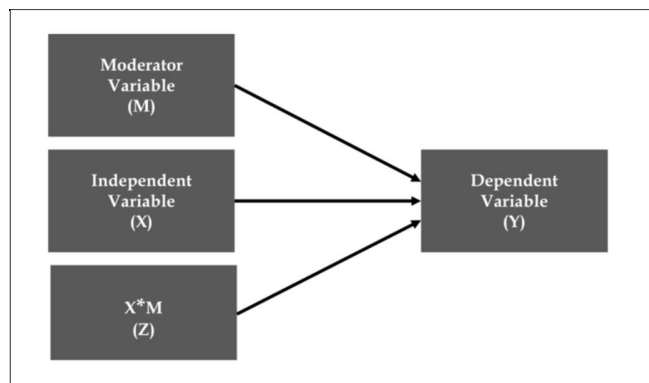 Moderator
Variable
(M)
Independent
Variable
(X)
X*M
(Z)
Dependent
Variable
(Y)